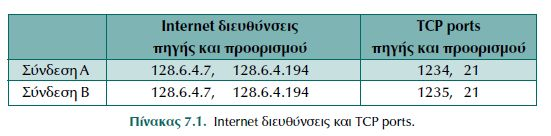 Internet διευθύνσεις TCP ports
πηγής και προορισμού πηγής και προορισμού
Σύνδεση Α 128.6.4.7, 128.6.4.194 1234, 21
Σύνδεση Β 128.6.4.7, 128.6.4.194 1235, 21
Πίνακας 7.1. Internet διευθύνσεις και TCP ports.